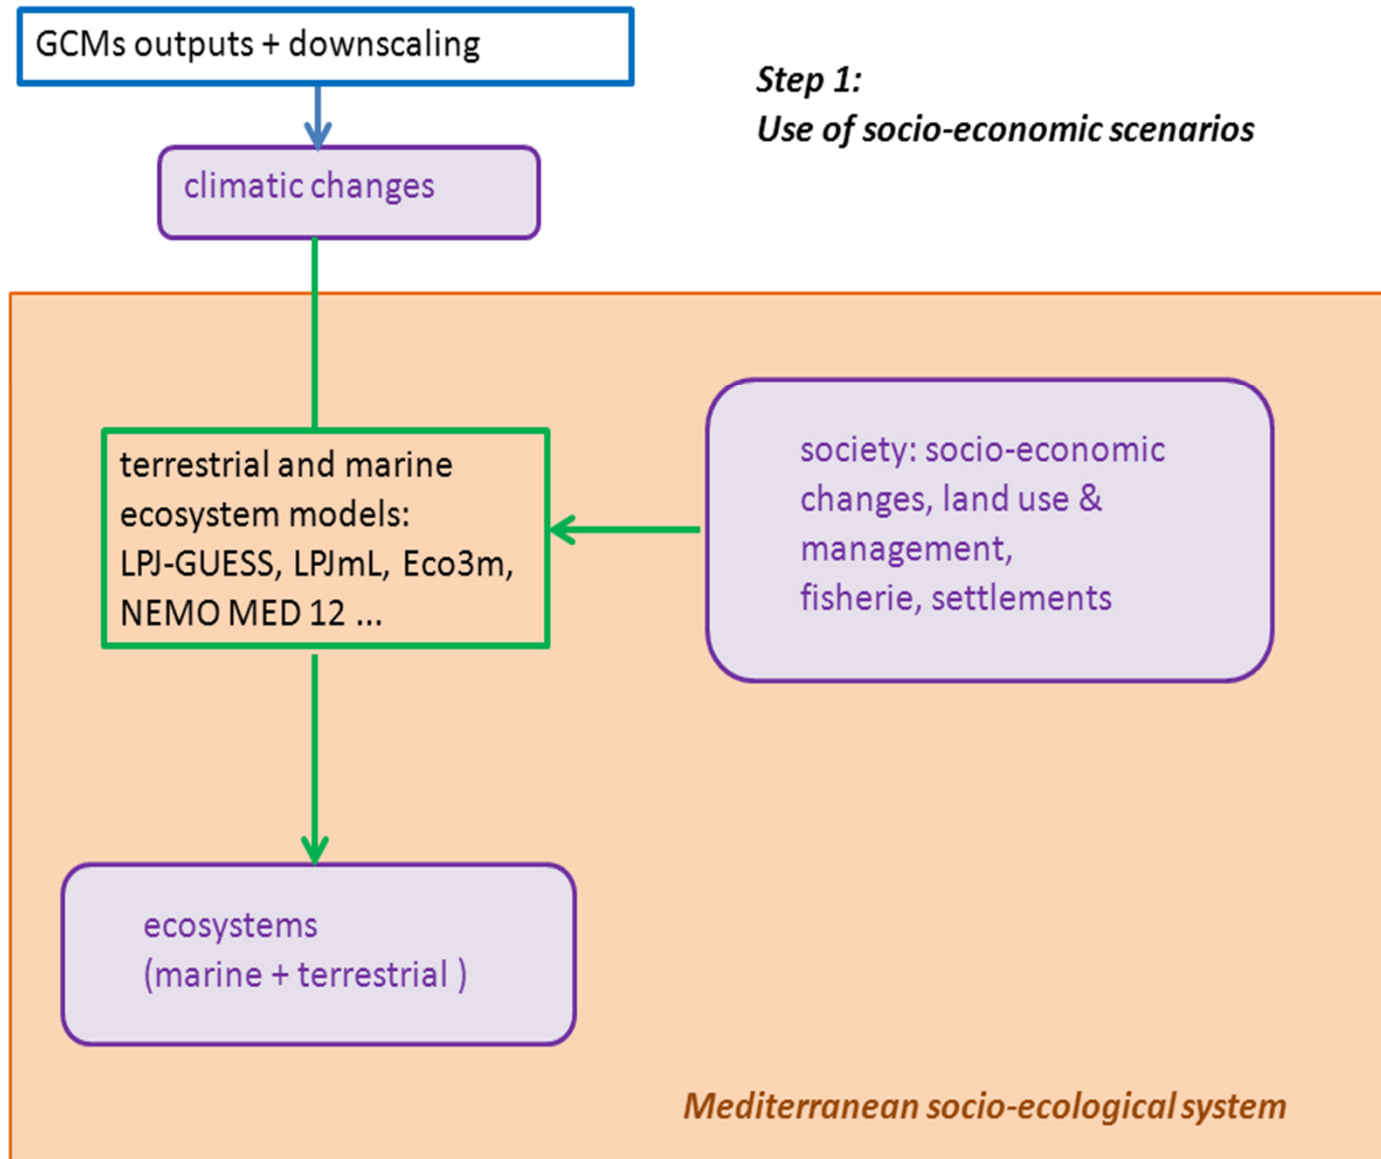 GCMs outputs + downscaling
Step 1:
Use of socio-economic scenarios
climatic changes
terrestrial and marine
ecosystem models:
LPJ-GUESS, LPJmL, Eco3m,
NEMO MED 12 ...
society: socio-economic
changes, land use &
management,
fisherie, settlements
ecosystems
(marine + terrestrial )
Mediterranean socio-ecological system